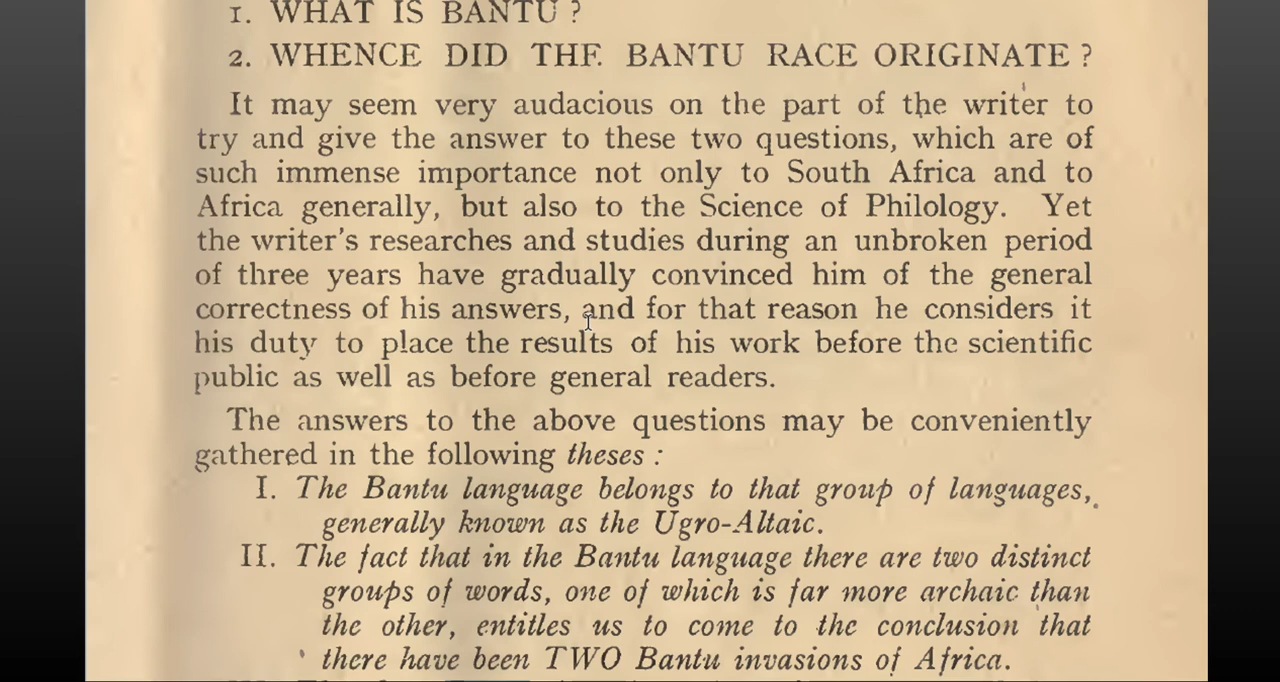 1. WHAT IS BANTU ?
2. WHENCE DID THE BANTU RACE ORIGINATE ?
It may seem very audacious on the part of the writer to
try and give the answer to these two questions, which are of
such immense importance not only to South Africa and to
Africa generally, but also to the Science of Philology. Yet
the writer's researches and studies during an unbroken period
of three years have gradually convinced him of the general
correctness of his answers, and for that reason he considers it
his duty to place the results of his work before the scientific
public as well as before general readers.
The answers to the above questions may be conveniently
gathered in the following theses :
I. The Bantu language belongs to that group of languages,
generally known as the Ugro-Altaic.
II. The fact that in the Bantu language there are two distinct
groups of words, one of which is far more archaic than
the other, entitles us to come to the conclusion that
there have been TWO Bantu invasions of Africa.